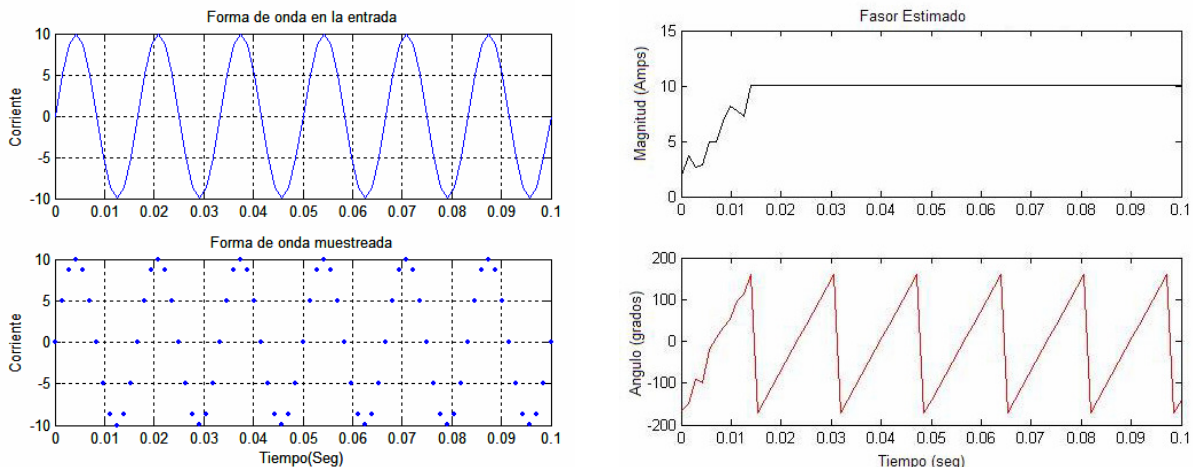 Forma de onda en la entrada
Corriente
10
5
0
-5
-10
0 0.01 0.02 0.03 0.04 0.05 0.06 0.07 0.08 0.09 0.1
Forma de onda muestreada
Corriente
10
5
0
-5
-10
0 0.01 0.02 0.03 0.04 0.05 0.06 0.07 0.08 0.09 0.1
Tiempo(Seg)
Fasor Estimado
Magnitud (Amps)
15
10
5
0
0 0.01 0.02 0.03 0.04 0.05 0.06 0.07 0.08 0.09 0.1
Angulo (grados)
200
100
0
-100
-200
0 0.01 0.02 0.03 0.04 0.05 0.06 0.07 0.08 0.09 0.1
Tiempo (seg)